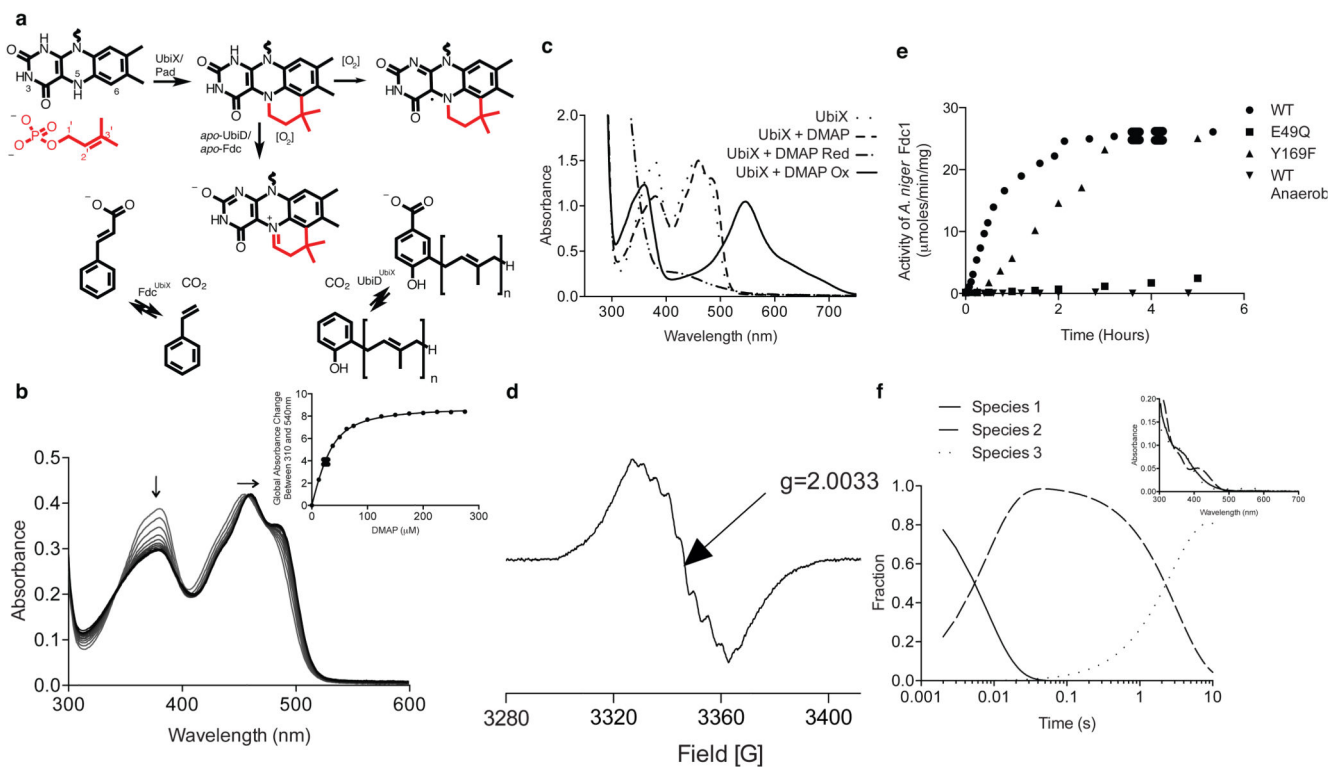 a
O
H
N
N
NH
3
5
N
H
6
O
UbiX/
Pad
[O₂]
apo-UbiD/
apo-Fdc
[O₂]
1'
2'
3'
O
P
O
O
Fdc^UbiX
CO₂
CO₂
UbiD^UbiX
OH
H
n
OH
H
n
b
Global Absorbance Change
Between 310 and 540nm
10
8
6
4
2
0
0
100
200
300
DMAP (μM)
Absorbance
0.5
0.4
0.3
0.2
0.1
0.0
300
400
500
600
Wavelength (nm)
c
UbiX
UbiX + DMAP
UbiX + DMAP Red
UbiX + DMAP Ox
Absorbance
2.0
1.5
1.0
0.5
0.0
300
400
500
600
700
Wavelength (nm)
d
g=2.0033
3280
3320
3360
3400
Field [G]
e
Activity of A. niger Fdc1
(μmoles/min/mg)
30
20
10
0
0
2
4
6
Time (Hours)
WT
E49Q
Y169F
WT
Anaerob
f
Species 1
Species 2
Species 3
Absorbance
0.20
0.15
0.10
0.05
0.00
300
400
500
600
700
Wavelength (nm)
Fraction
1.0
0.8
0.6
0.4
0.2
0.0
0.001
0.01
0.1
1
10
Time (s)